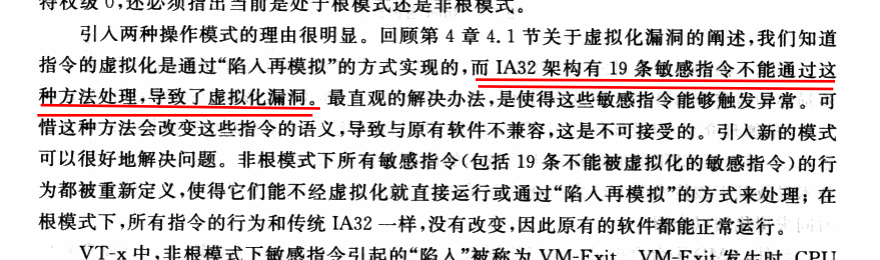 特权级 0,还必须指出当前是处于根模式还是非根模式。
引入两种操作模式的理由很明显。回顾第 4 章 4.1 节关于虚拟化漏洞的阐述,我们知道
指令的虚拟化是通过“陷入再模拟”的方式实现的,而 IA32 架构有 19 条敏感指令不能通过这
种方法处理,导致了虚拟化漏洞。最直观的解决办法,是使得这些敏感指令能够触发异常。可
惜这种方法会改变这些指令的语义,导致与原有软件不兼容,这是不可接受的。引入新的模式
可以很好地解决问题。非根模式下所有敏感指令(包括 19 条不能被虚拟化的敏感指令)的行
为都被重新定义,使得它们能不经虚拟化就直接运行或通过“陷入再模拟”的方式来处理;在
根模式下,所有指令的行为和传统 IA32 一样,没有改变,因此原有的软件都能正常运行。
VT-x 中,非根模式下敏感指令引起的“陷入”被称为 VM-Exit。VM-Exit 发生时,CPU